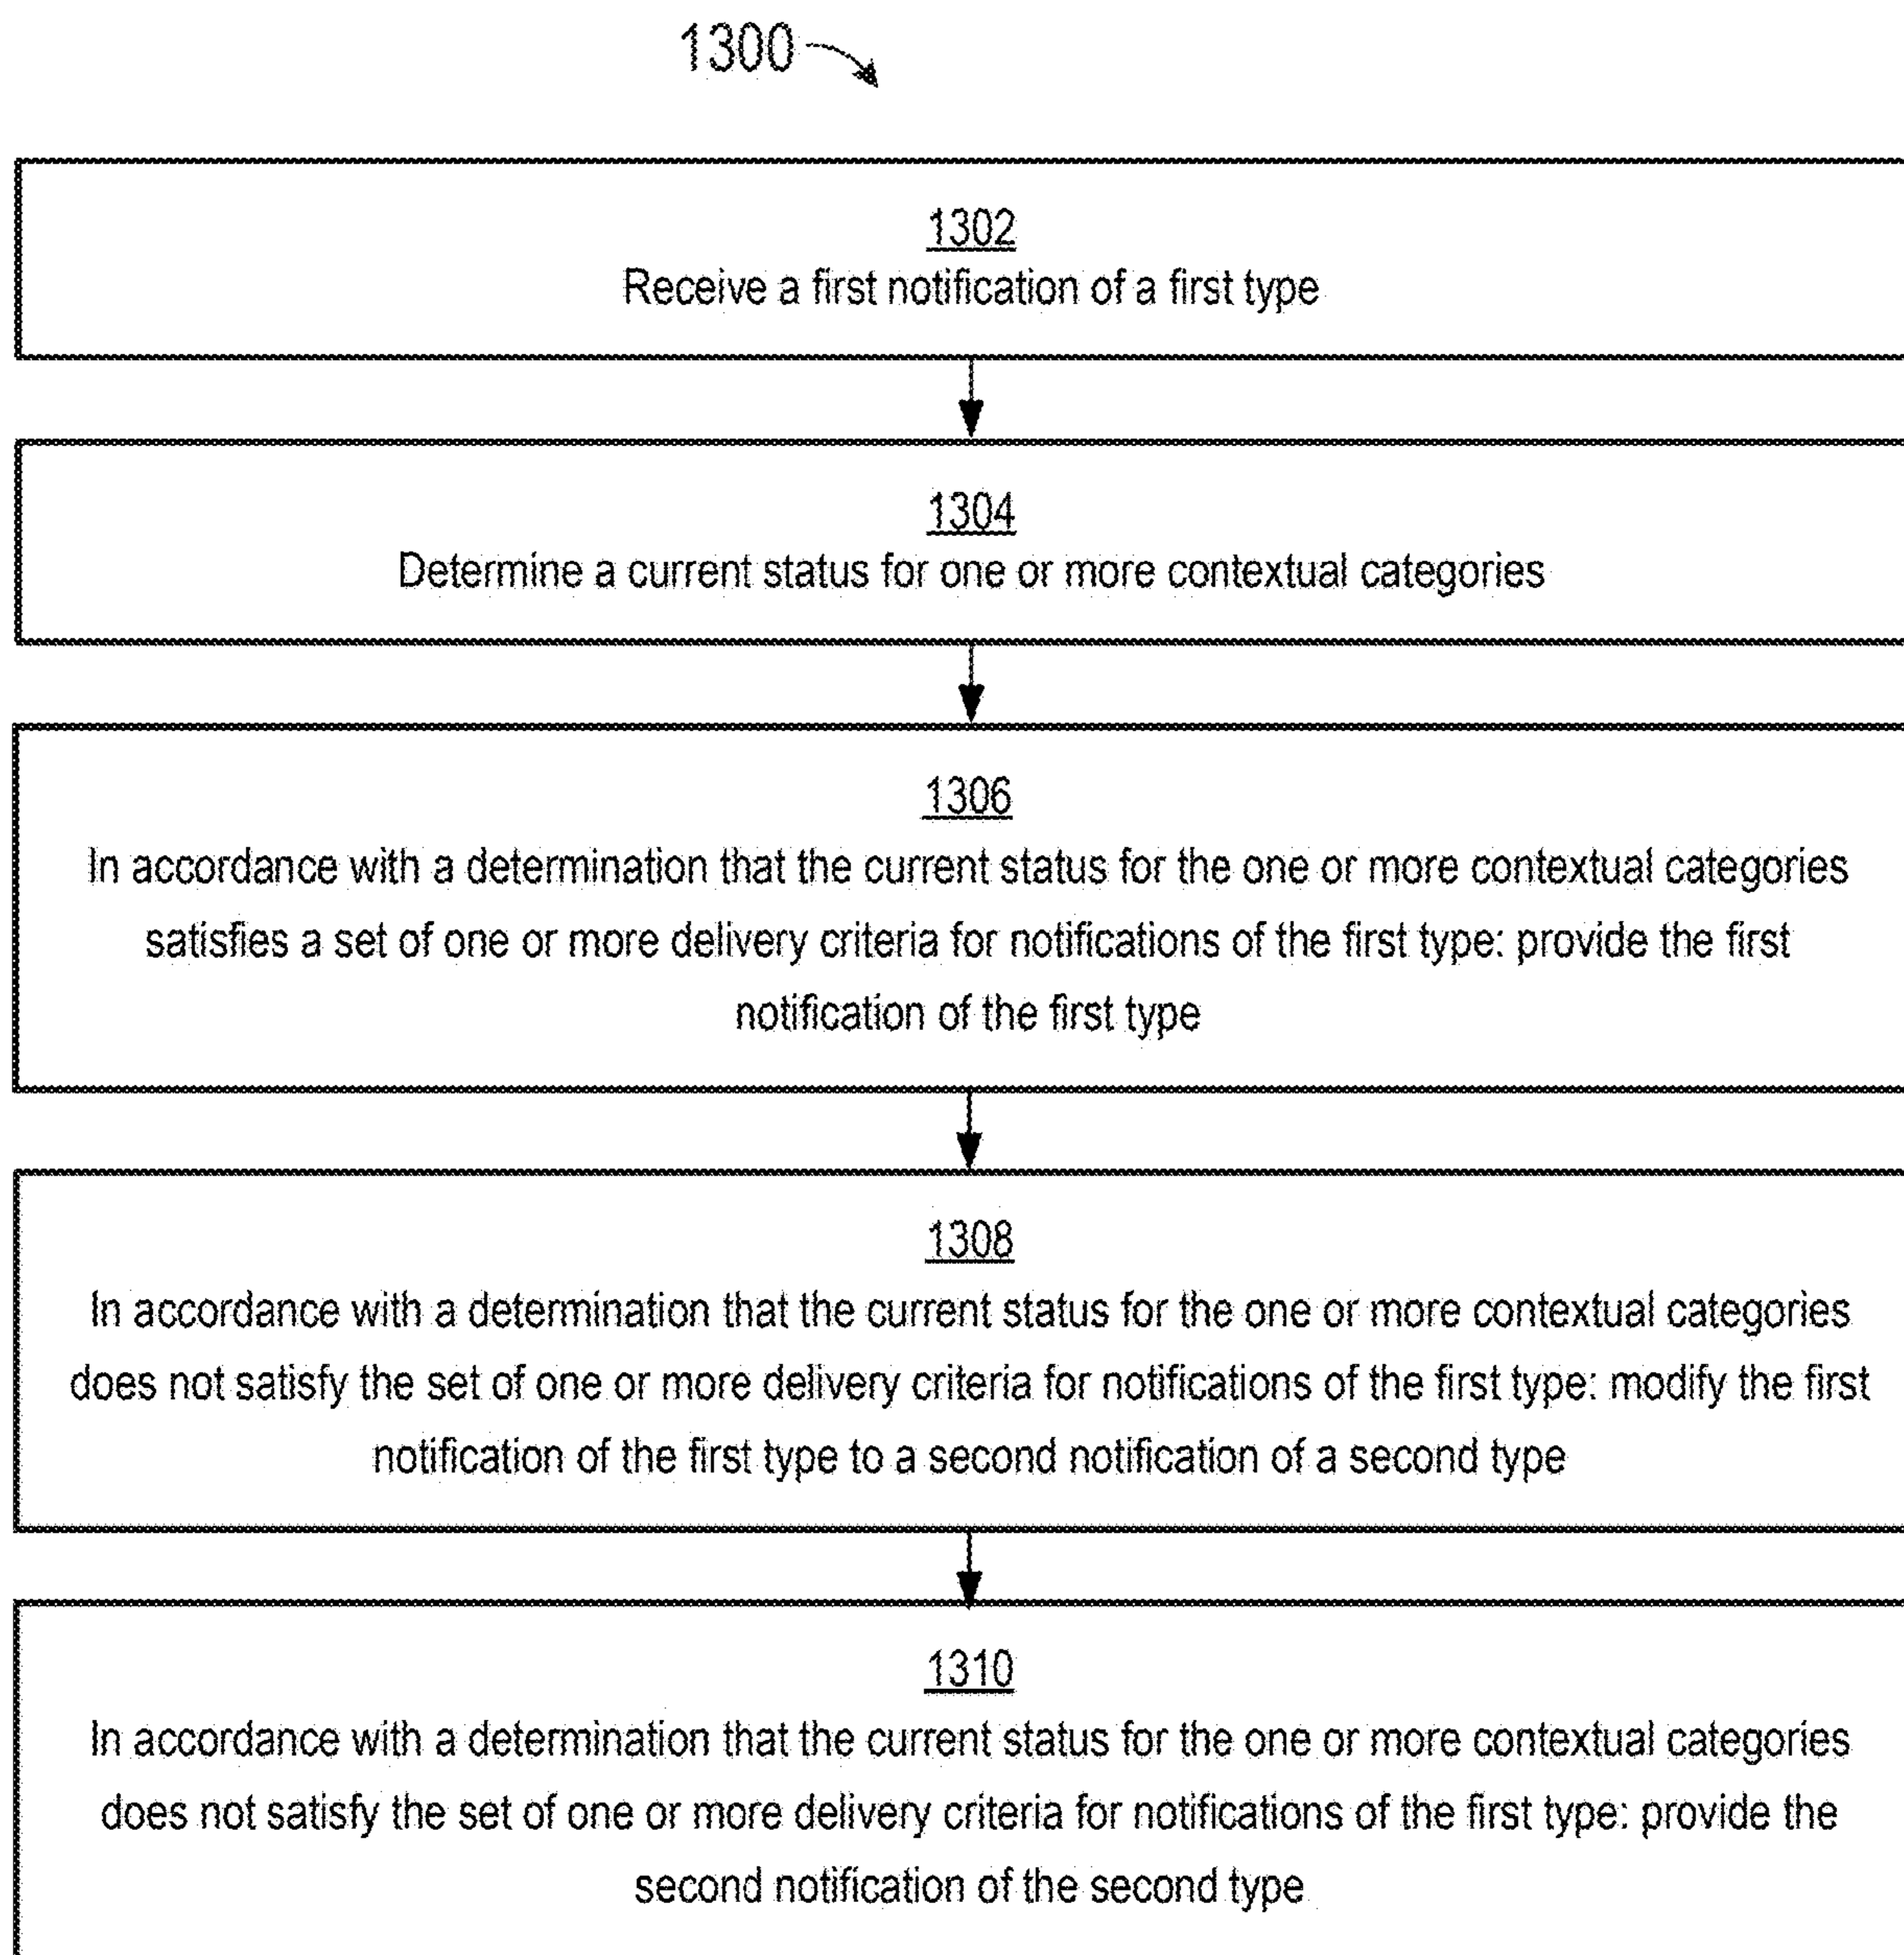 1300
1302
Receive a first notification of a first type
1304
Determine a current status for one or more contextual categories
1306
In accordance with a determination that the current status for the one or more contextual categories
satisfies a set of one or more delivery criteria for notifications of the first type: provide the first
notification of the first type
1308
In accordance with a determination that the current status for the one or more contextual categories
does not satisfy the set of one or more delivery criteria for notifications of the first type: modify the first
notification of the first type to a second notification of a second type
1310
In accordance with a determination that the current status for the one or more contextual categories
does not satisfy the set of one or more delivery criteria for notifications of the first type: provide the
second notification of the second type